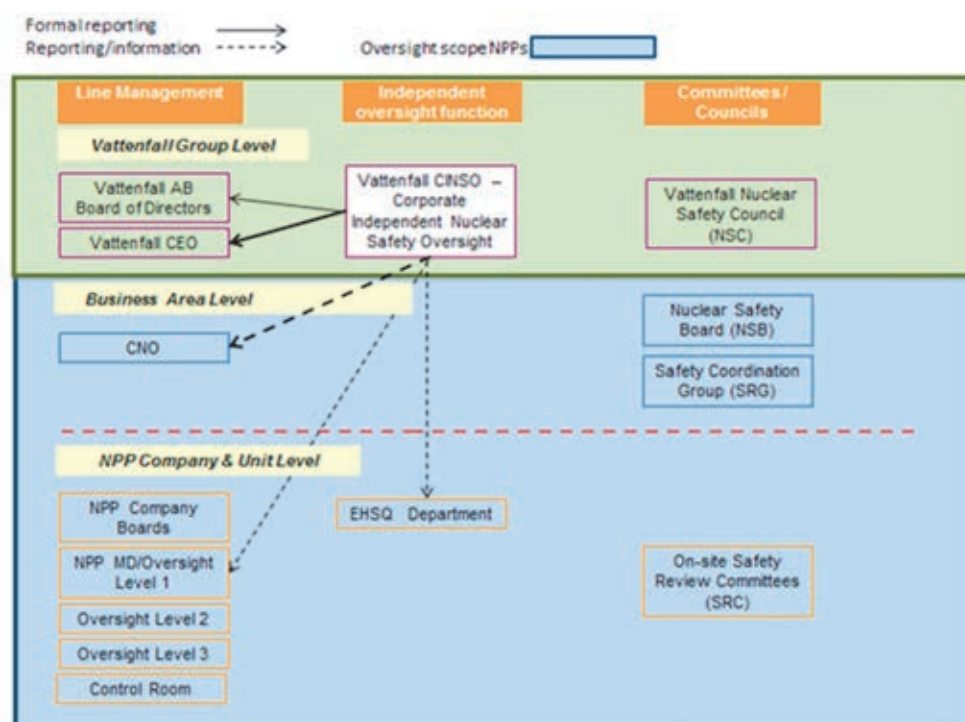 Formal reporting
Reporting/information
Oversight scope NPPs
Line Management
Independent
oversight function
Committees /
Councils
Vattenfall Group Level
Vattenfall AB
Board of Directors
Vattenfall CEO
Vattenfall CINSO –
Corporate
Independent Nuclear
Safety Oversight
Vattenfall Nuclear
Safety Council
(NSC)
Business Area Level
CNO
Nuclear Safety
Board (NSB)
Safety Coordination
Group (SRG)
NPP Company & Unit Level
NPP Company
Boards
EHSQ Department
NPP MD/Oversight
Level 1
On-site Safety
Review Committees
(SRC)
Oversight Level 2
Oversight Level 3
Control Room